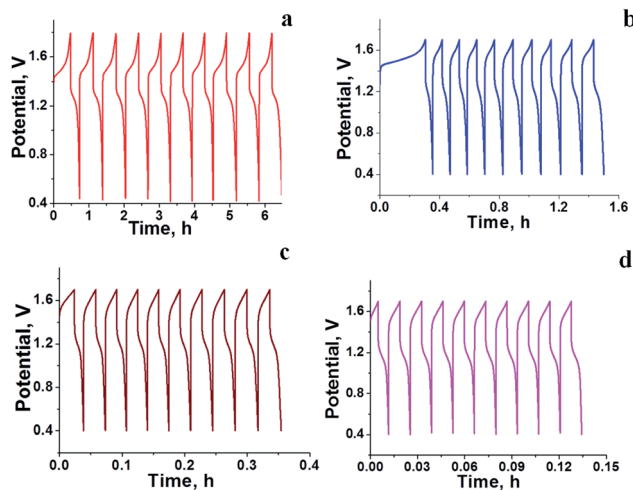 a
Potential, V
1.6
1.2
0.8
0.4
0 1 2 3 4 5 6
Time, h
b
Potential, V
1.6
1.2
0.8
0.4
0.0 0.4 0.8 1.2 1.6
Time, h
c
Potential, V
1.6
1.2
0.8
0.4
0.0 0.1 0.2 0.3 0.4
Time, h
d
Potential, V
1.6
1.2
0.8
0.4
0.00 0.03 0.06 0.09 0.12 0.15
Time, h